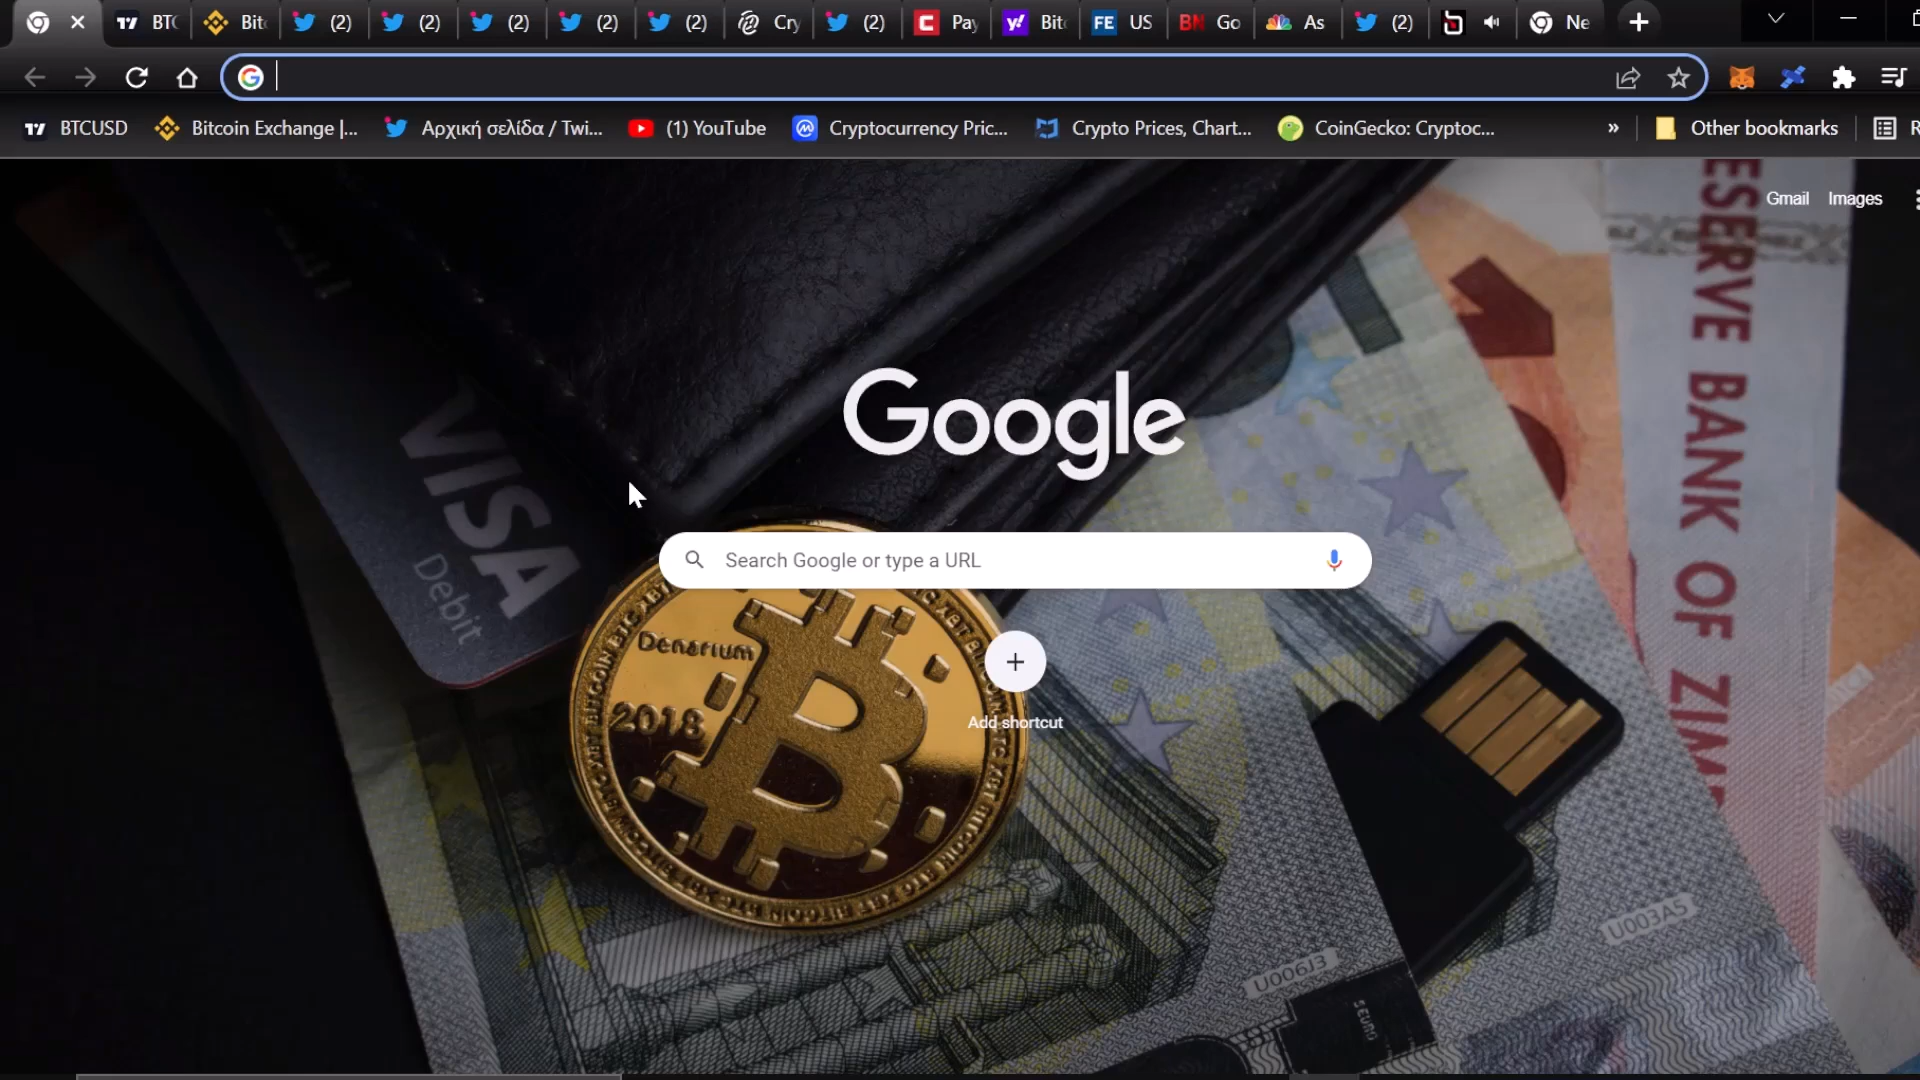 BTC
Bit
(2)
(2)
(2)
(2)
(2)
Cry
(2)
Pay
Bit
US
Go
As
(2)
Ne
BTCUSD
Bitcoin Exchange |...
Αρχική σελίδα / Twi...
(1) YouTube
Cryptocurrency Pric...
Crypto Prices, Chart...
CoinGecko: Cryptoc...
»
Other bookmarks
R
Gmail
Images
Google
Search Google or type a URL
Add shortcut
VISA
Debit
Denarium
2018
ESERVE BANK OF ZIM
U006J3
U003A5